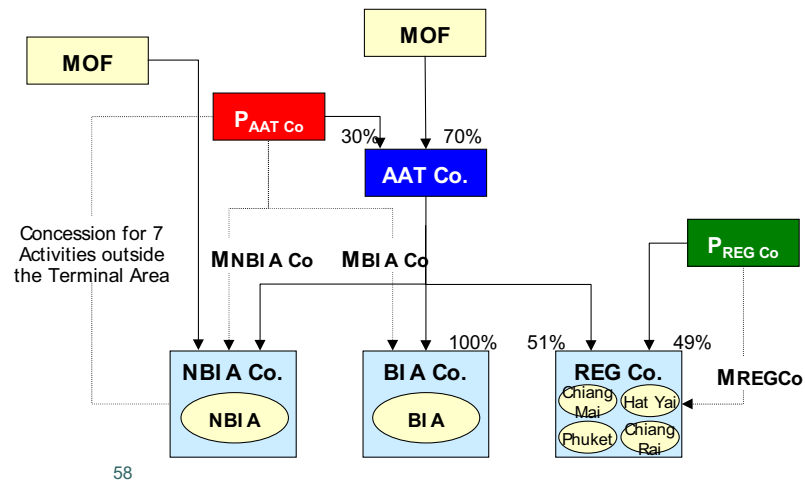 MOF
MOF
PAAT Co
30%
70%
AAT Co.
Concession for 7
Activities outside
the Terminal Area
MNBIA Co
MBIA Co
PREG Co
100%
51%
49%
NBIA Co.
BIA Co.
REG Co.
MREGCo
NBIA
BIA
Chiang
Mai
Hat Yai
Phuket
Chiang
Rai
58